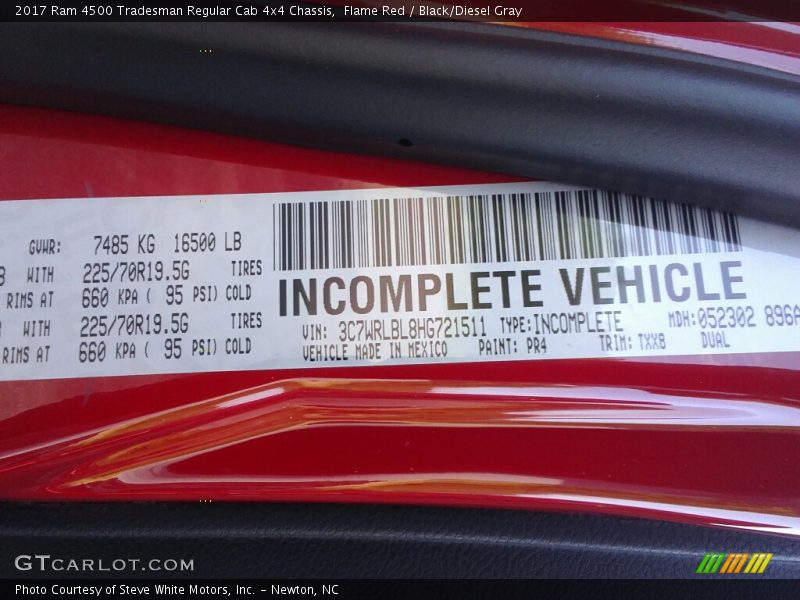 2017 Ram 4500 Tradesman Regular Cab 4x4 Chassis,  Flame Red / Black/Diesel Gray
GVWR: 7485 KG 16500 LB
WITH 225/70R19.5G TIRES
RIMS AT 660 KPA ( 95 PSI) COLD
WITH 225/70R19.5G TIRES
RIMS AT 660 KPA ( 95 PSI) COLD
INCOMPLETE VEHICLE
VIN: 3C7WRLBL8HG721511 TYPE:INCOMPLETE MDH:052302 896A
VEHICLE MADE IN MEXICO PAINT: PR4 TRIM: TXX8 DUAL
GTCARLOT.COM
Photo Courtesy of Steve White Motors, Inc. – Newton, NC